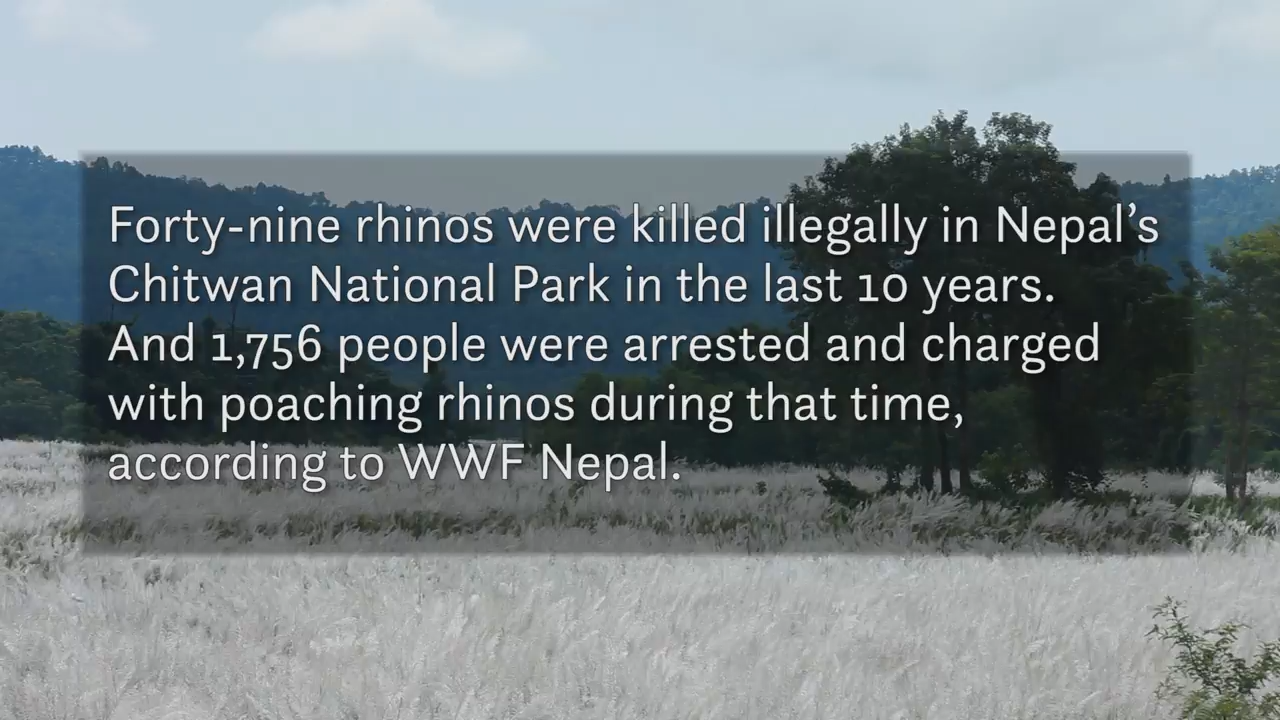 Forty-nine rhinos were killed illegally in Nepal’s
Chitwan National Park in the last 10 years.
And 1,756 people were arrested and charged
with poaching rhinos during that time,
according to WWF Nepal.